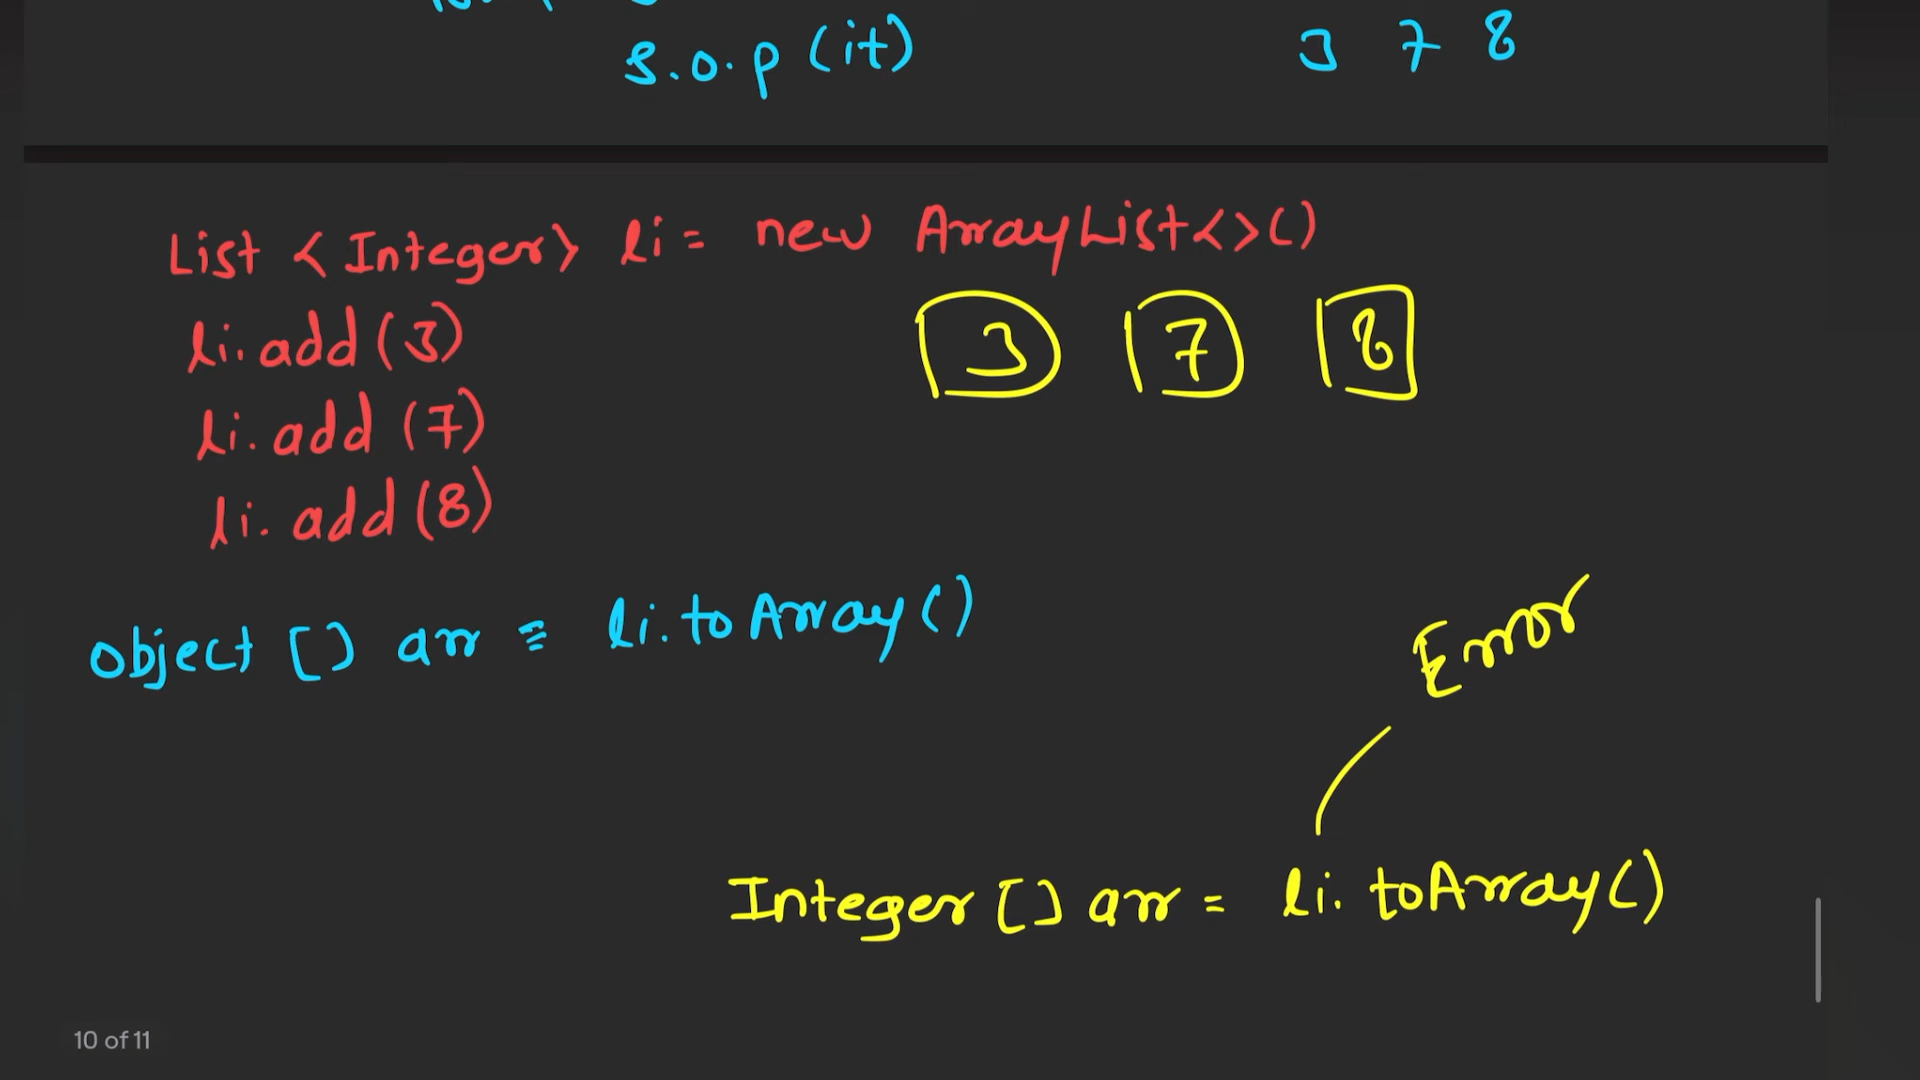 S.o.p (it) 3 7 8
List <Integer> li = new ArrayList<>()
li.add (3) 3 7 8
li.add (7)
li.add (8)
Object [] arr = li.toArray()
Error
Integer [] arr = li.toArray()
10 of 11